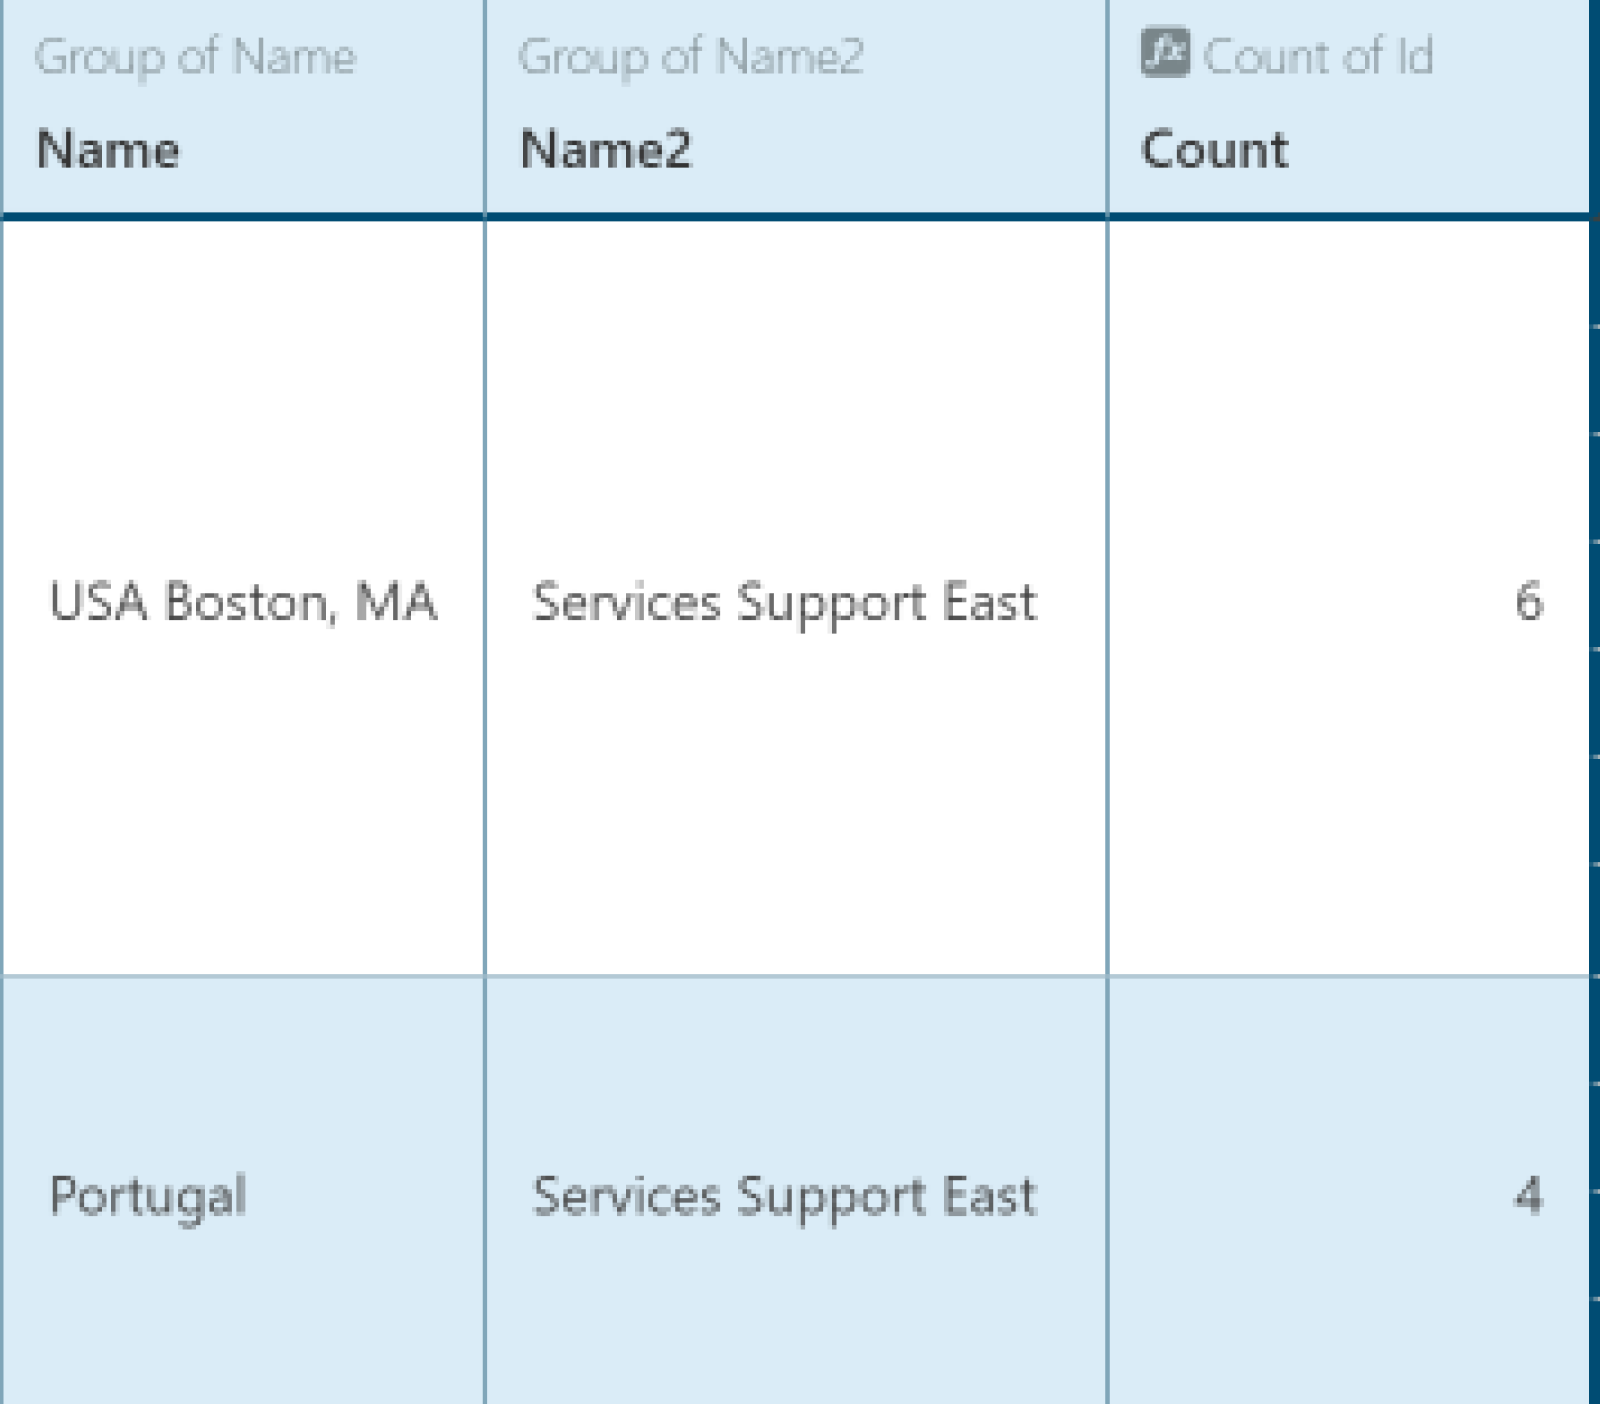 Group of Name Group of Name2 fx Count of Id
Name Name2 Count
USA Boston, MA Services Support East 6
Portugal Services Support East 4